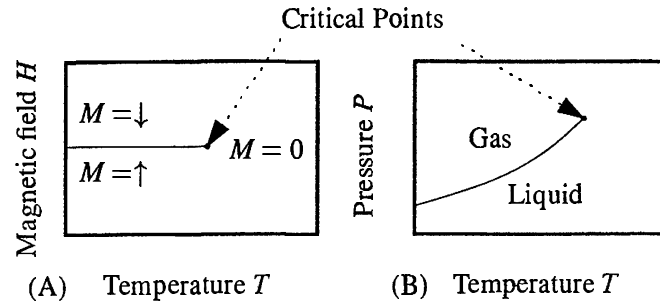 Critical Points
Magnetic field H
M = ↓
M = ↑
M = 0
(A) Temperature T
Pressure P
Gas
Liquid
(B) Temperature T